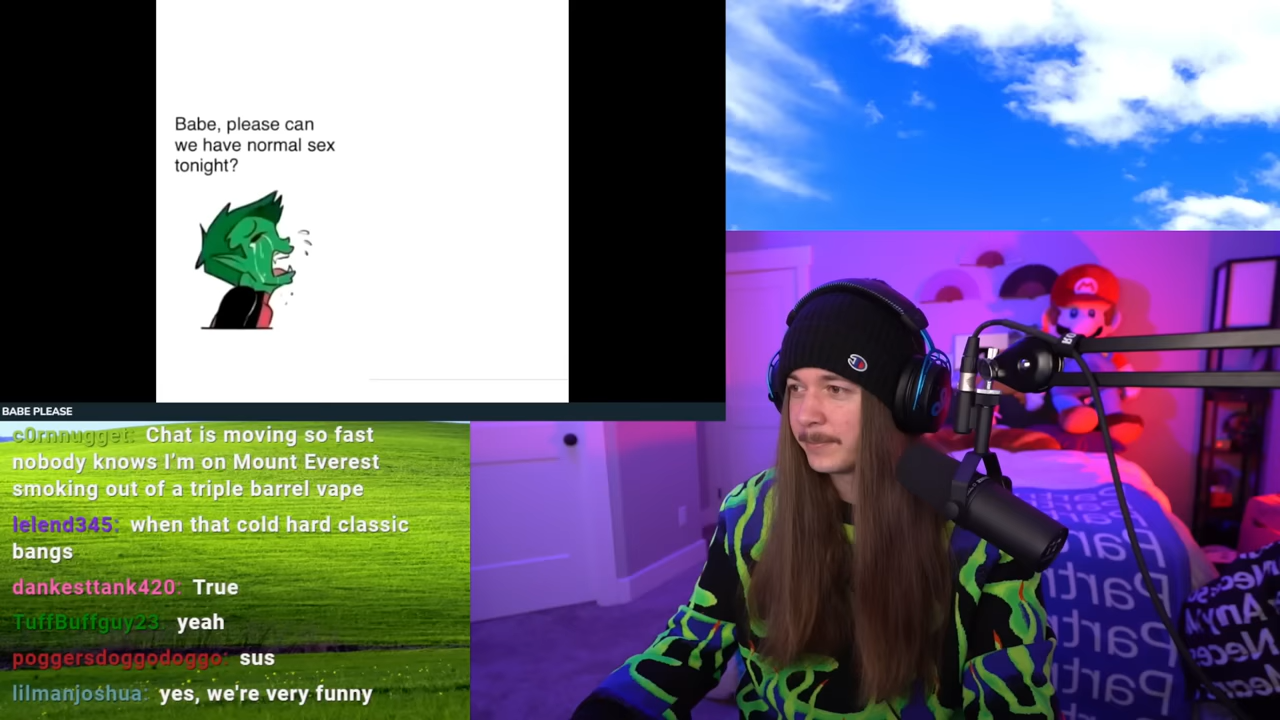 Babe, please can
we have normal sex
tonight?
BABE PLEASE
c0rnnugget: Chat is moving so fast
nobody knows I'm on Mount Everest
smoking out of a triple barrel vape
lelend345: when that cold hard classic
bangs
dankesttank420: True
TuffBuffguy23: yeah
poggersdoggodoggo: sus
lilmanjoshua: yes, we're very funny